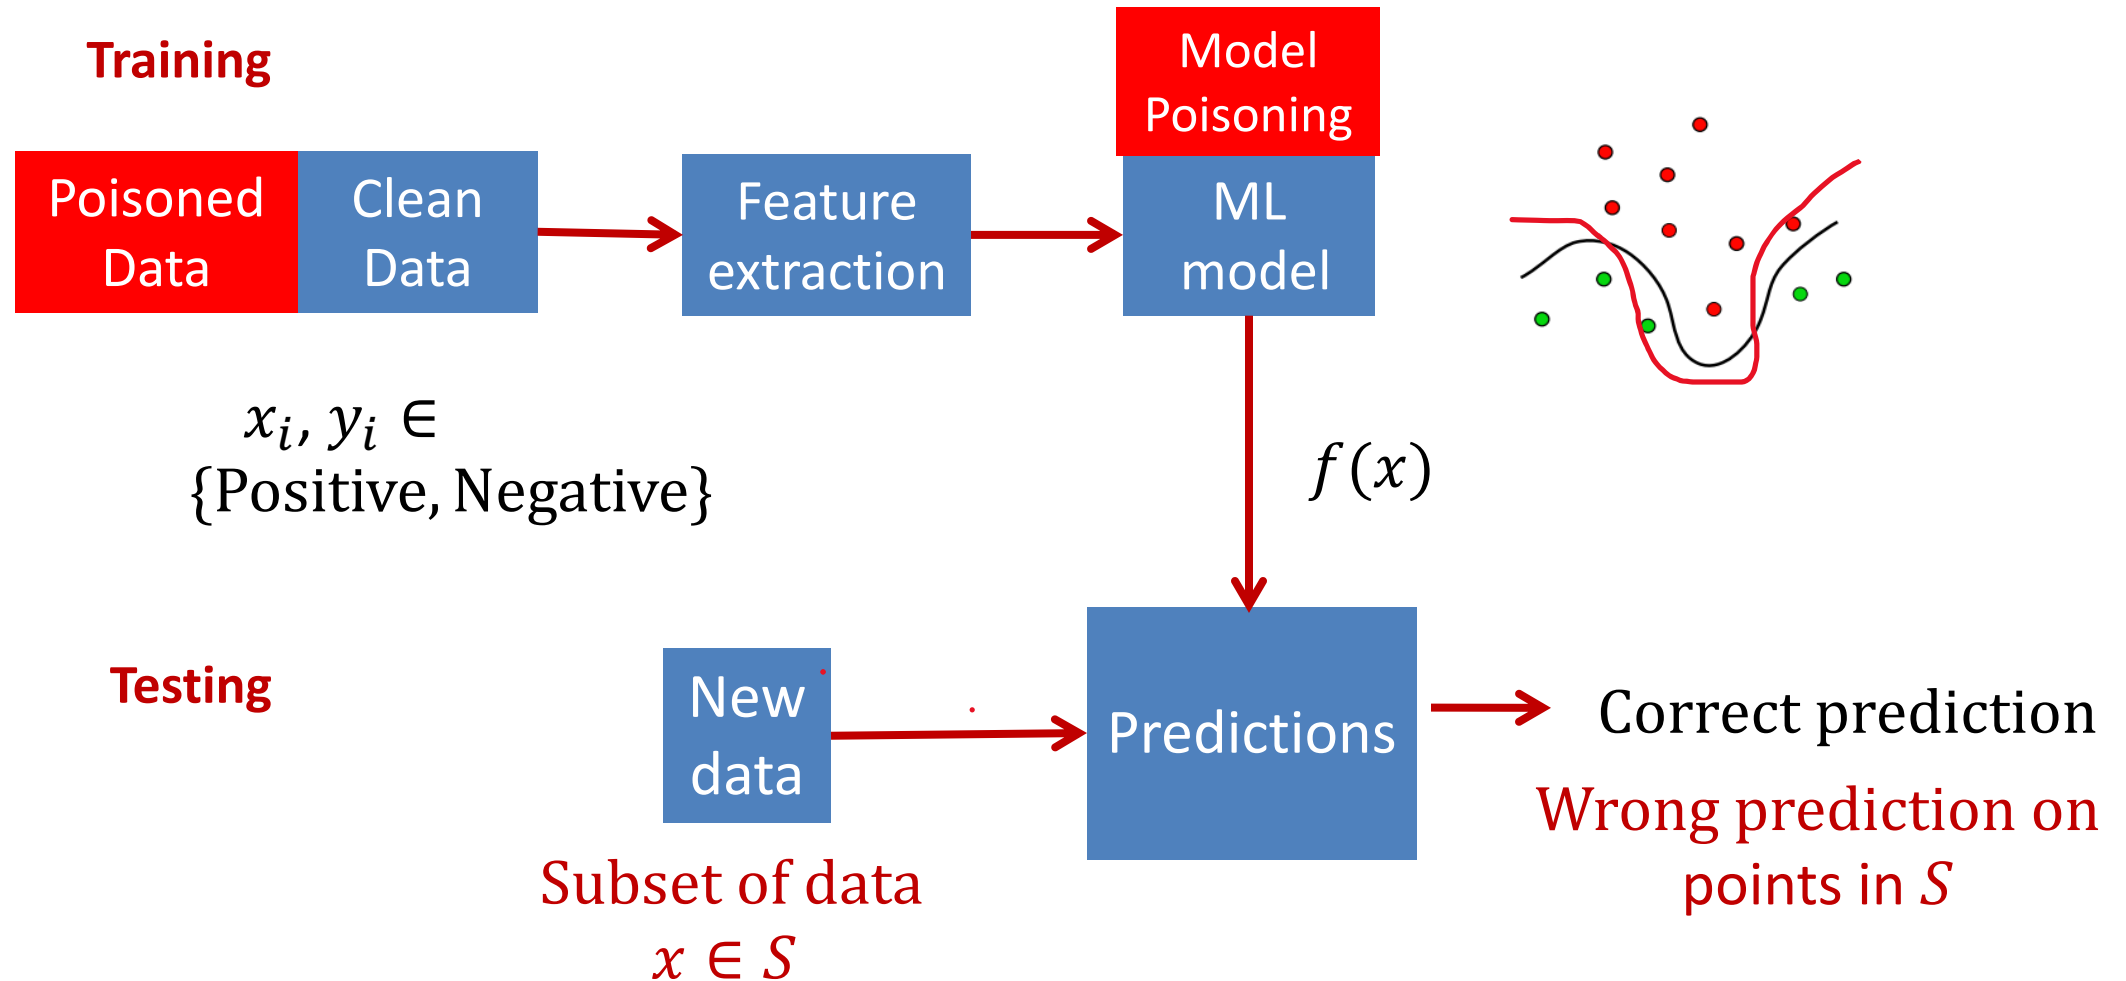 Training
Poisoned
Data
Clean
Data
Feature
extraction
Model
Poisoning
ML
model
𝑥ᵢ, 𝑦ᵢ ∈
{Positive, Negative}
𝑓(𝑥)
Testing
New
data
Predictions
Correct prediction
Wrong prediction on
points in 𝑆
Subset of data
𝑥 ∈ 𝑆